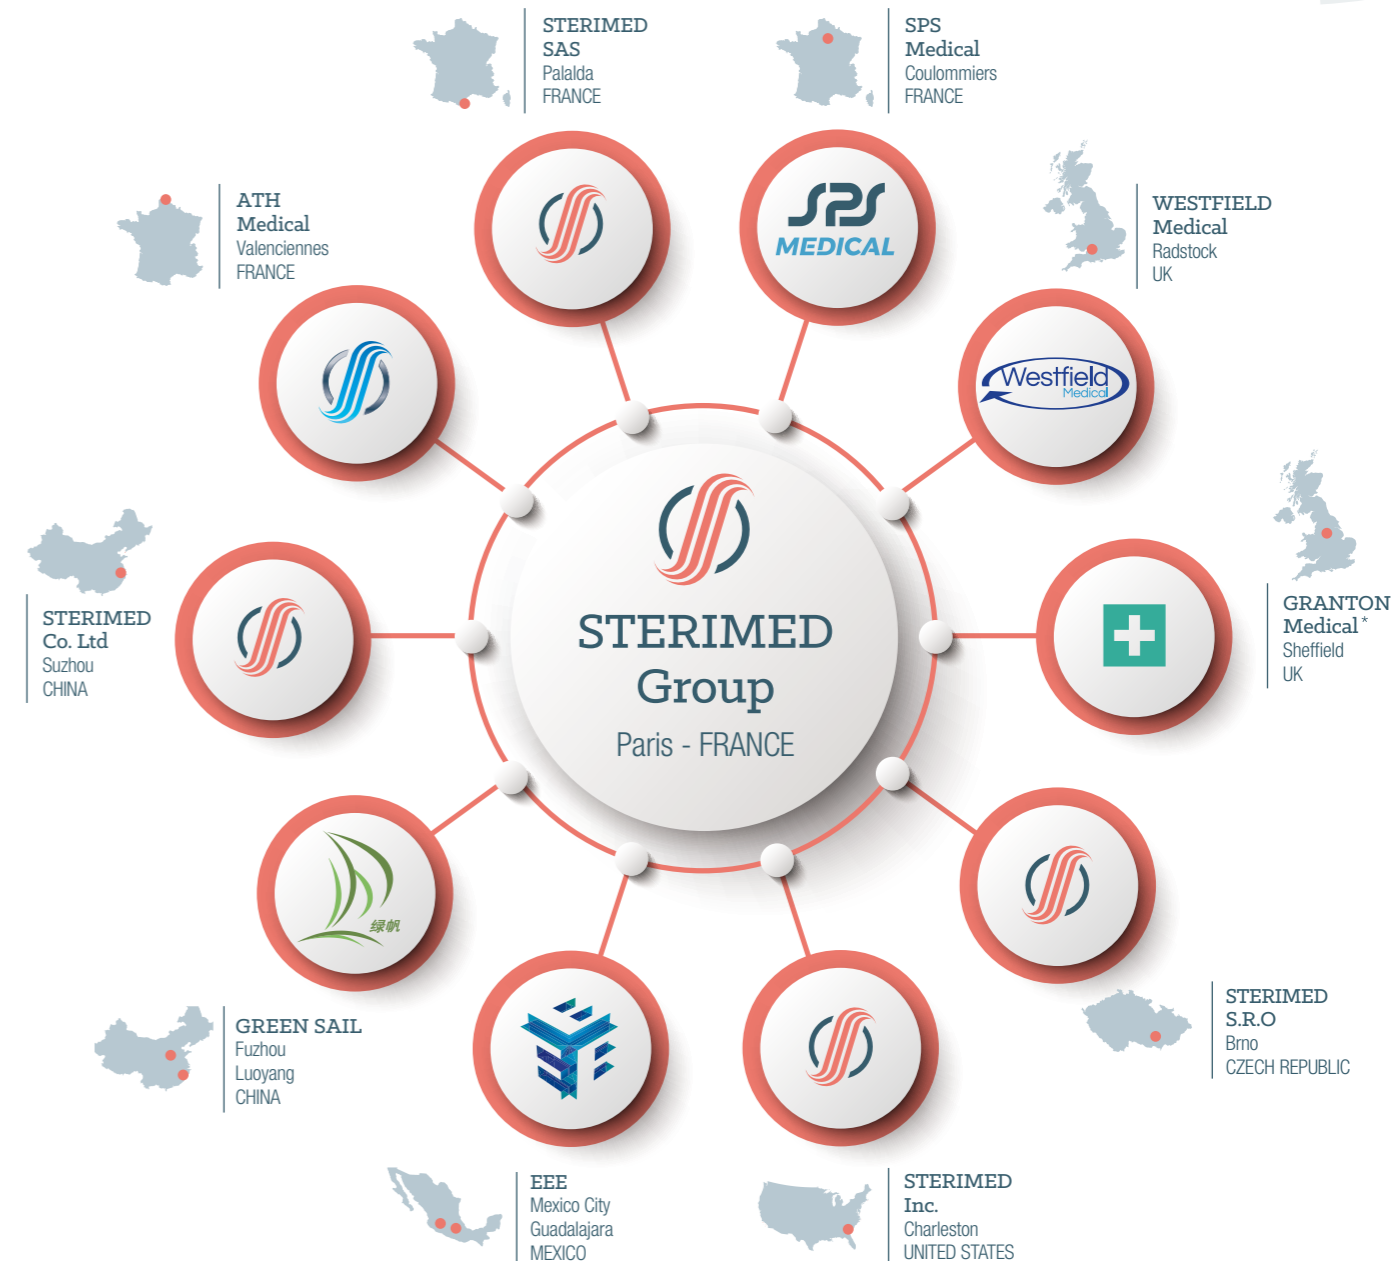 STERIMED
SAS
Palalda
FRANCE
SPS
Medical
Coulommiers
FRANCE
ATH
Medical
Valenciennes
FRANCE
WESTFIELD
Medical
Radstock
UK
SPS
MEDICAL
Westfield
Medical
STERIMED
Co. Ltd
Suzhou
CHINA
STERIMED
Group
Paris - FRANCE
GRANTON
Medical*
Sheffield
UK
绿帆
GREEN SAIL
Fuzhou
Luoyang
CHINA
STERIMED
S.R.O
Brno
CZECH REPUBLIC
EEE
Mexico City
Guadalajara
MEXICO
STERIMED
Inc.
Charleston
UNITED STATES